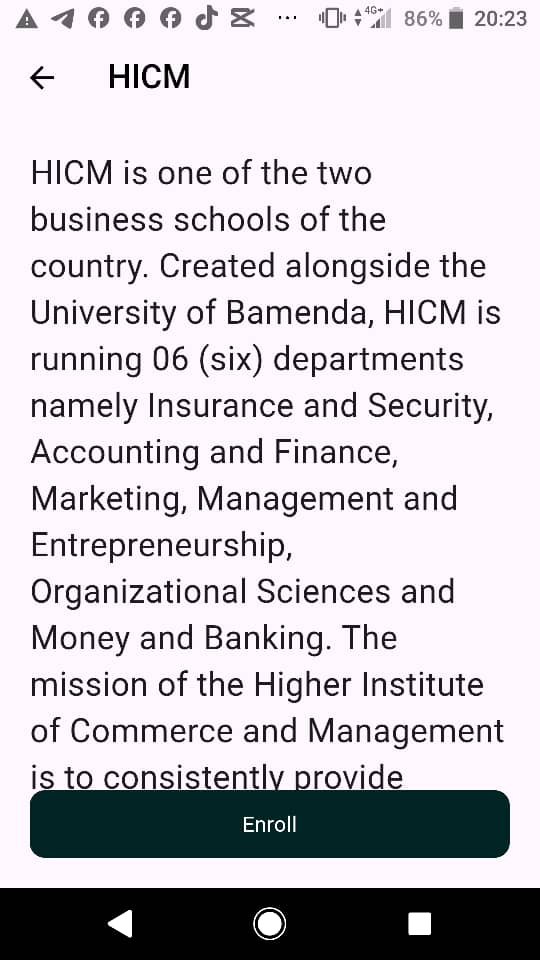 4G+ 86% 20:23
HICM
HICM is one of the two
business schools of the
country. Created alongside the
University of Bamenda, HICM is
running 06 (six) departments
namely Insurance and Security,
Accounting and Finance,
Marketing, Management and
Entrepreneurship,
Organizational Sciences and
Money and Banking. The
mission of the Higher Institute
of Commerce and Management
is to consistently provide
Enroll